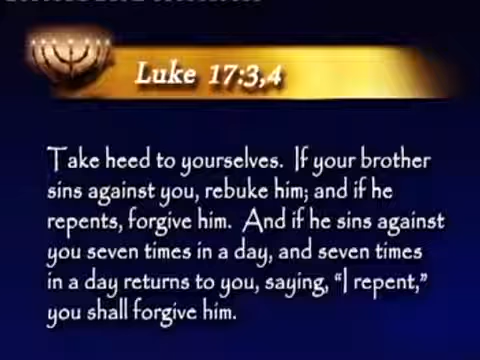 Luke 17:3,4
Take heed to yourselves. If your brother
sins against you, rebuke him; and if he
repents, forgive him. And if he sins against
you seven times in a day, and seven times
in a day returns to you, saying, “I repent,”
you shall forgive him.